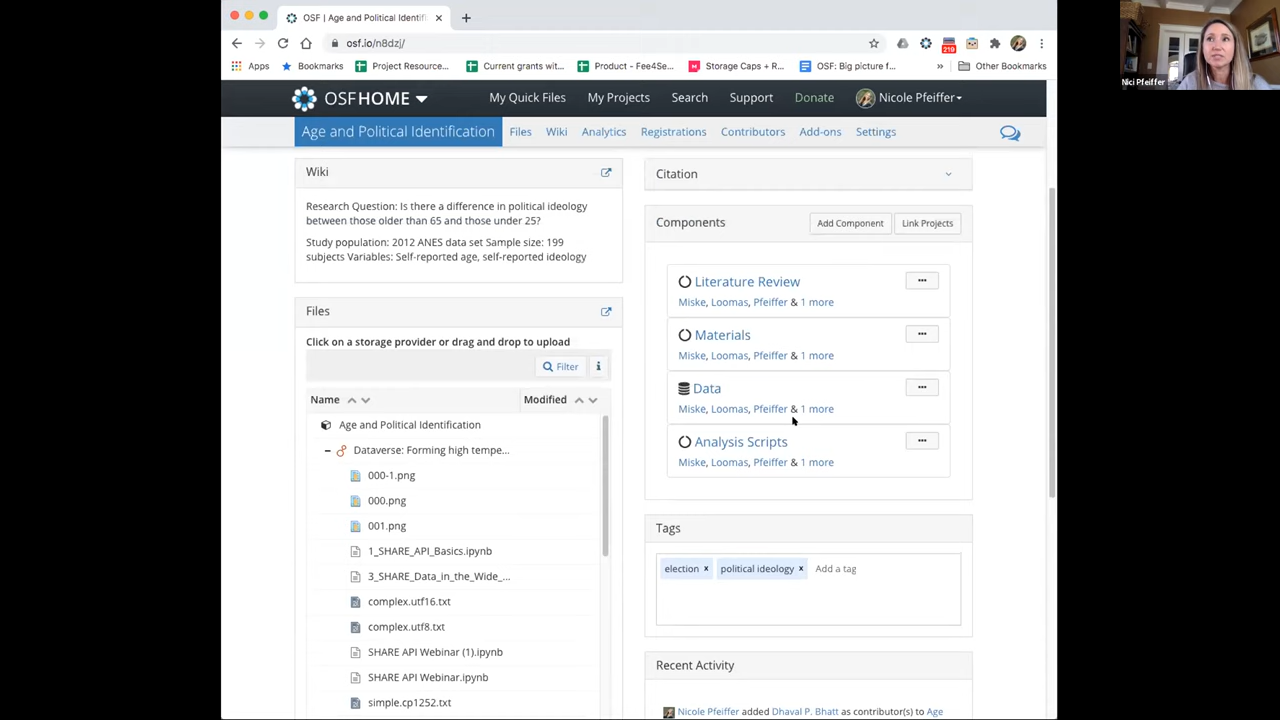 OSF | Age and Political Identifi
osf.io/n8dzj/
219
Apps Bookmarks Project Resource... Current grants wit... Product - Fee4Se... Storage Caps + R... OSF: Big picture f... » Other Bookmarks
Nici Pfeiffer
OSFHOME My Quick Files My Projects Search Support Donate Nicole Pfeiffer
Age and Political Identification Files Wiki Analytics Registrations Contributors Add-ons Settings
Wiki
Research Question: Is there a difference in political ideology
between those older than 65 and those under 25?
Study population: 2012 ANES data set Sample size: 199
subjects Variables: Self-reported age, self-reported ideology
Files
Click on a storage provider or drag and drop to upload
Filter
Name Modified
Age and Political Identification
Dataverse: Forming high tempe...
000-1.png
000.png
001.png
1_SHARE_API_Basics.ipynb
3_SHARE_Data_in_the_Wide_...
complex.utf16.txt
complex.utf8.txt
SHARE API Webinar (1).ipynb
SHARE API Webinar.ipynb
simple.cp1252.txt
Citation
Components Add Component Link Projects
Literature Review
Miske, Loomas, Pfeiffer & 1 more
Materials
Miske, Loomas, Pfeiffer & 1 more
Data
Miske, Loomas, Pfeiffer & 1 more
Analysis Scripts
Miske, Loomas, Pfeiffer & 1 more
Tags
election x political ideology x Add a tag
Recent Activity
Nicole Pfeiffer added Dhaval P. Bhatt as contributor(s) to Age